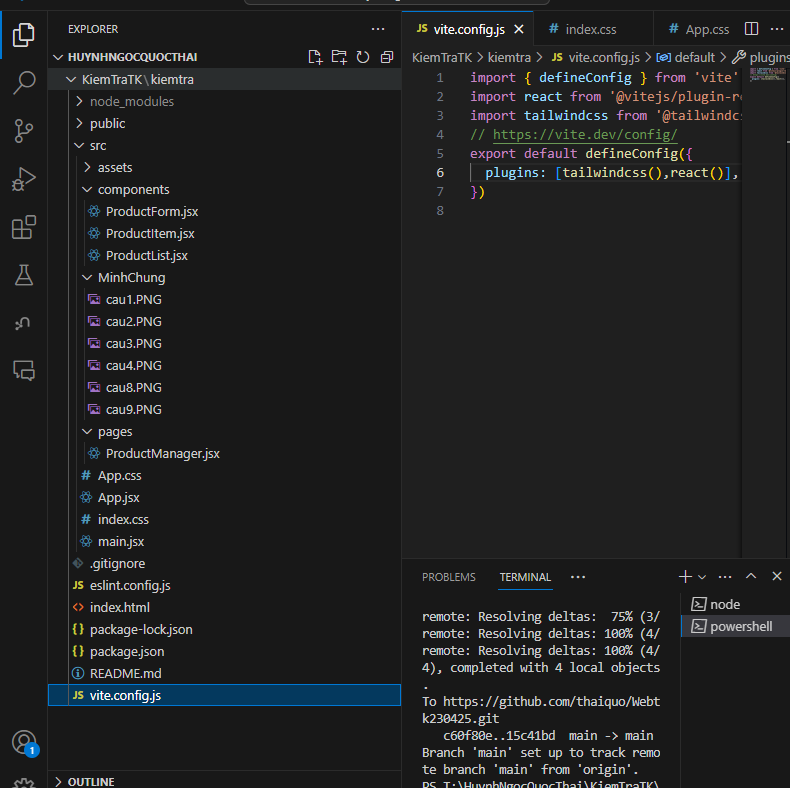 EXPLORER
HUYNHNGOCQUOCTHAI
KiemTraTK\kiemtra
node_modules
public
src
assets
components
ProductForm.jsx
ProductItem.jsx
ProductList.jsx
MinhChung
cau1.PNG
cau2.PNG
cau3.PNG
cau4.PNG
cau8.PNG
cau9.PNG
pages
ProductManager.jsx
App.css
App.jsx
index.css
main.jsx
.gitignore
eslint.config.js
index.html
package-lock.json
package.json
README.md
vite.config.js
OUTLINE
1
vite.config.js
index.css
App.css
KiemTraTK > kiemtra > vite.config.js > default > plugins
1 import { defineConfig } from 'vite'
2 import react from '@vitejs/plugin-re
3 import tailwindcss from '@tailwindcs
4 // https://vite.dev/config/
5 export default defineConfig({
6 plugins: [tailwindcss(),react()],
7 })
8
PROBLEMS TERMINAL
remote: Resolving deltas: 75% (3/
remote: Resolving deltas: 100% (4/
remote: Resolving deltas: 100% (4/
4), completed with 4 local objects
.
To https://github.com/thaiquo/Webt
k230425.git
c60f80e..15c41bd main -> main
Branch 'main' set up to track remo
te branch 'main' from 'origin'.
PS T:\HuynhNgocQuocThai\KiemTraTK\
node
powershell